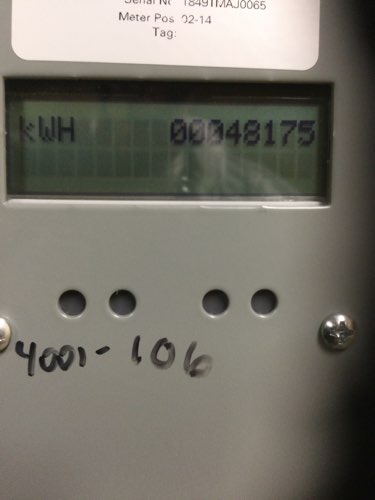 Serial No 1849TMAJ0065
Meter Pos 02-14
Tag:
kWH 00048175
4001-106